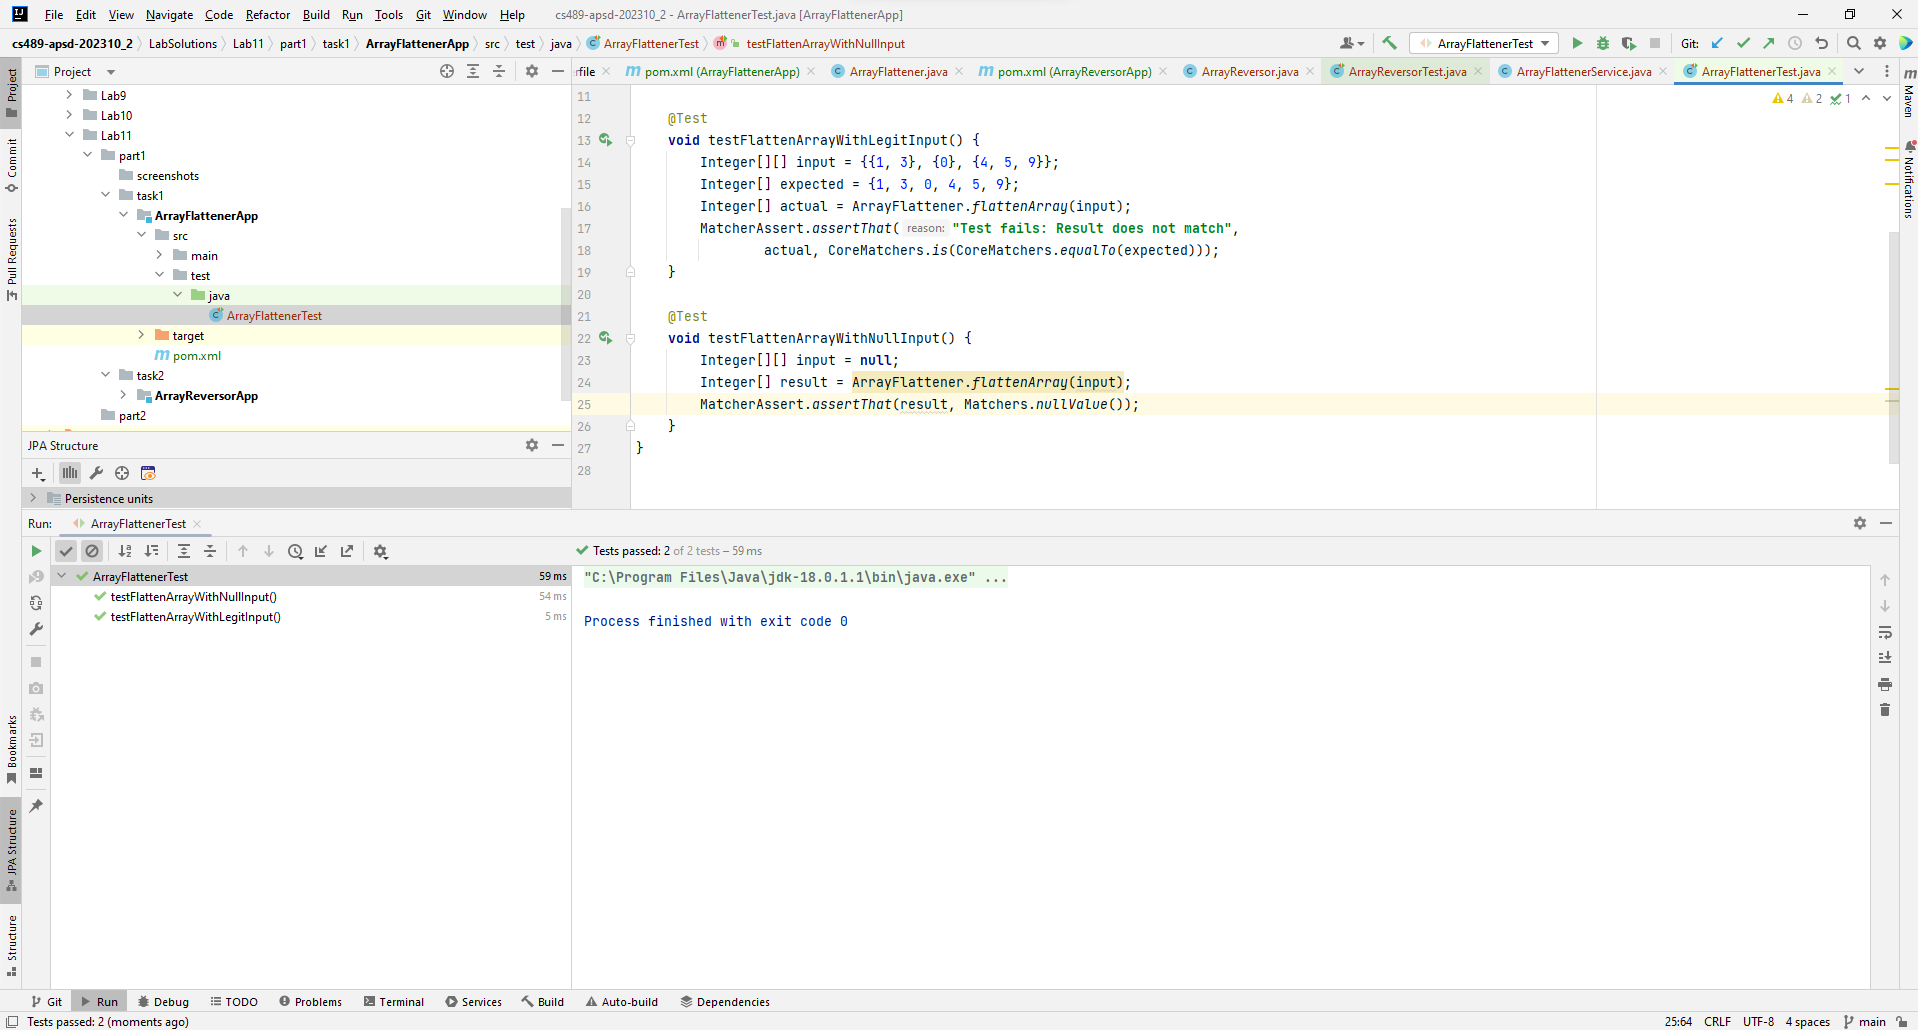 File Edit View Navigate Code Refactor Build Run Tools Git Window Help cs489-apsd-202310_2 - ArrayFlattenerTest.java [ArrayFlattenerApp]
cs489-apsd-202310_2 LabSolutions Lab11 part1 task1 ArrayFlattenerApp src test java ArrayFlattenerTest testFlattenArrayWithNullInput ArrayFlattenerTest Git:
Project
rfile pom.xml (ArrayFlattenerApp) ArrayFlattener.java pom.xml (ArrayReversorApp) ArrayReversor.java ArrayReversorTest.java ArrayFlattenerService.java ArrayFlattenerTest.java
Project
Commit
Pull Requests
Bookmarks
JPA Structure
Structure
Maven
Notifications
Lab9
Lab10
Lab11
part1
screenshots
task1
ArrayFlattenerApp
src
main
test
java
ArrayFlattenerTest
target
pom.xml
task2
ArrayReversorApp
part2
JPA Structure
Persistence units
4 2 1
11
12 @Test
13 void testFlattenArrayWithLegitInput() {
14 Integer[][] input = {{1, 3}, {0}, {4, 5, 9}};
15 Integer[] expected = {1, 3, 0, 4, 5, 9};
16 Integer[] actual = ArrayFlattener.flattenArray(input);
17 MatcherAssert.assertThat( reason: "Test fails: Result does not match",
18 actual, CoreMatchers.is(CoreMatchers.equalTo(expected)));
19 }
20
21 @Test
22 void testFlattenArrayWithNullInput() {
23 Integer[][] input = null;
24 Integer[] result = ArrayFlattener.flattenArray(input);
25 MatcherAssert.assertThat(result, Matchers.nullValue());
26 }
27 }
28
Run: ArrayFlattenerTest
Tests passed: 2 of 2 tests – 59 ms
ArrayFlattenerTest 59 ms
testFlattenArrayWithNullInput() 54 ms
testFlattenArrayWithLegitInput() 5 ms
"C:\Program Files\Java\jdk-18.0.1.1\bin\java.exe" ...
Process finished with exit code 0
Git Run Debug TODO Problems Terminal Services Build Auto-build Dependencies
Tests passed: 2 (moments ago) 25:64 CRLF UTF-8 4 spaces main